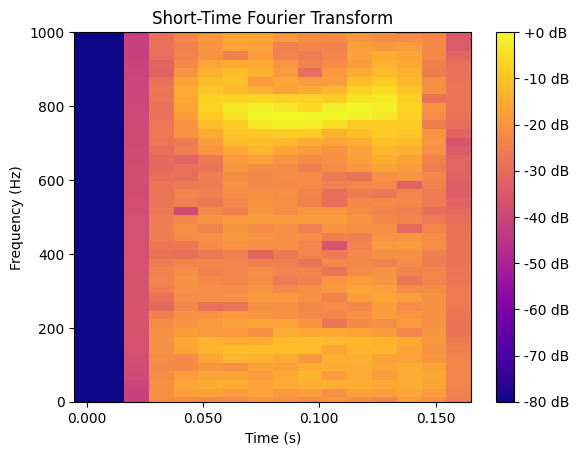 Short-Time Fourier Transform
1000
800
600
400
200
0
Frequency (Hz)
0.000
0.050
0.100
0.150
Time (s)
+0 dB
-10 dB
-20 dB
-30 dB
-40 dB
-50 dB
-60 dB
-70 dB
-80 dB